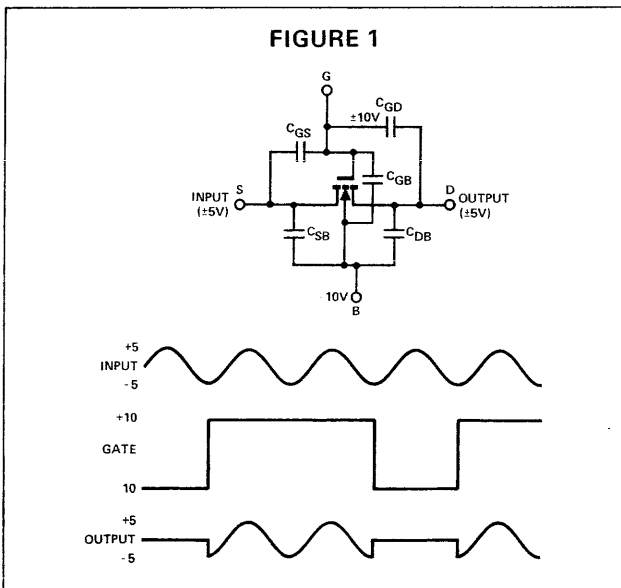 FIGURE 1
G
CGD
±10V
CGS
CGB
INPUT S
(±5V)
D OUTPUT
(±5V)
CSB
CDB
10V
B
+5
INPUT
-5
+10
GATE
10
+5
OUTPUT
-5